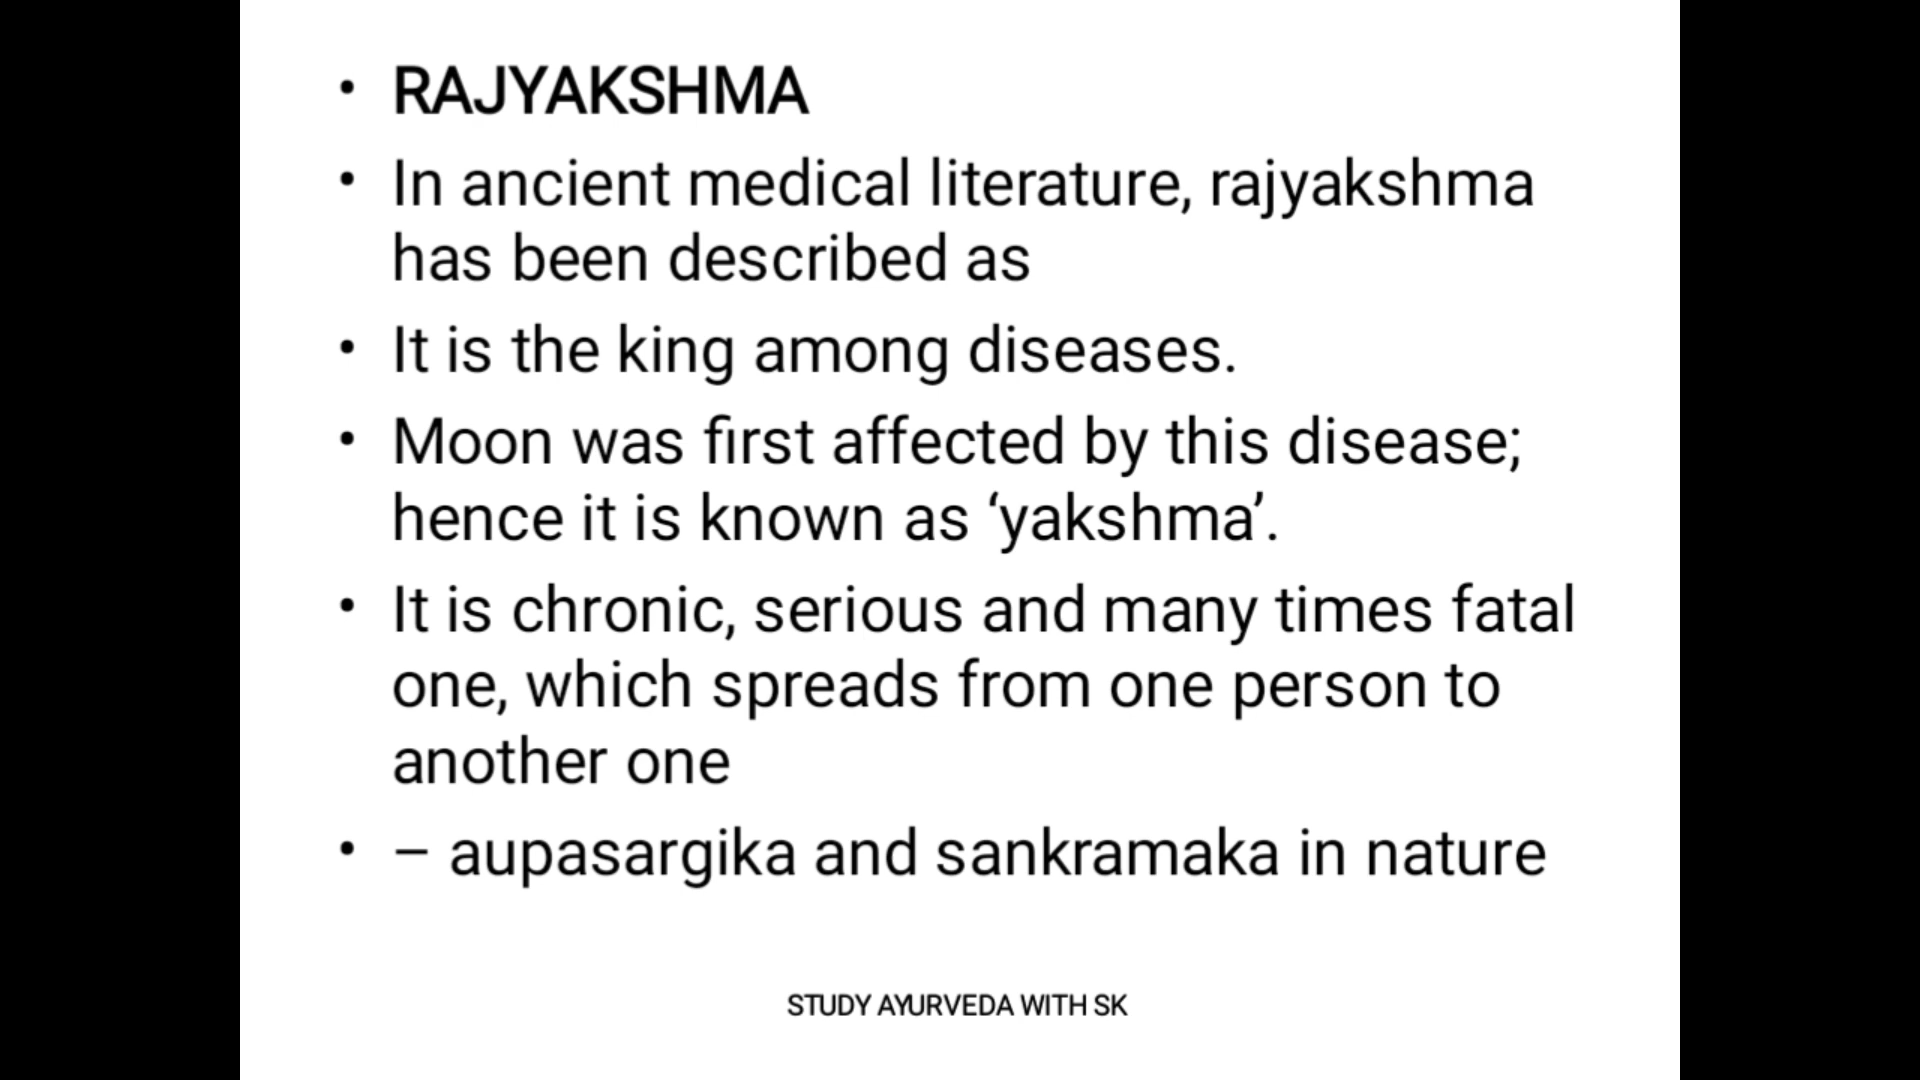 • RAJYAKSHMA
• In ancient medical literature, rajyakshma
has been described as
• It is the king among diseases.
• Moon was first affected by this disease;
hence it is known as ‘yakshma’.
• It is chronic, serious and many times fatal
one, which spreads from one person to
another one
• – aupasargika and sankramaka in nature
STUDY AYURVEDA WITH SK